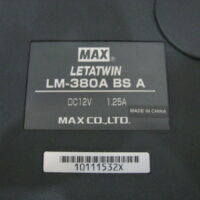 MAX
LETATWIN
LM-380A BS A
DC12V 1.25A
MADE IN CHINA
MAX CO.,LTD.
10111532X